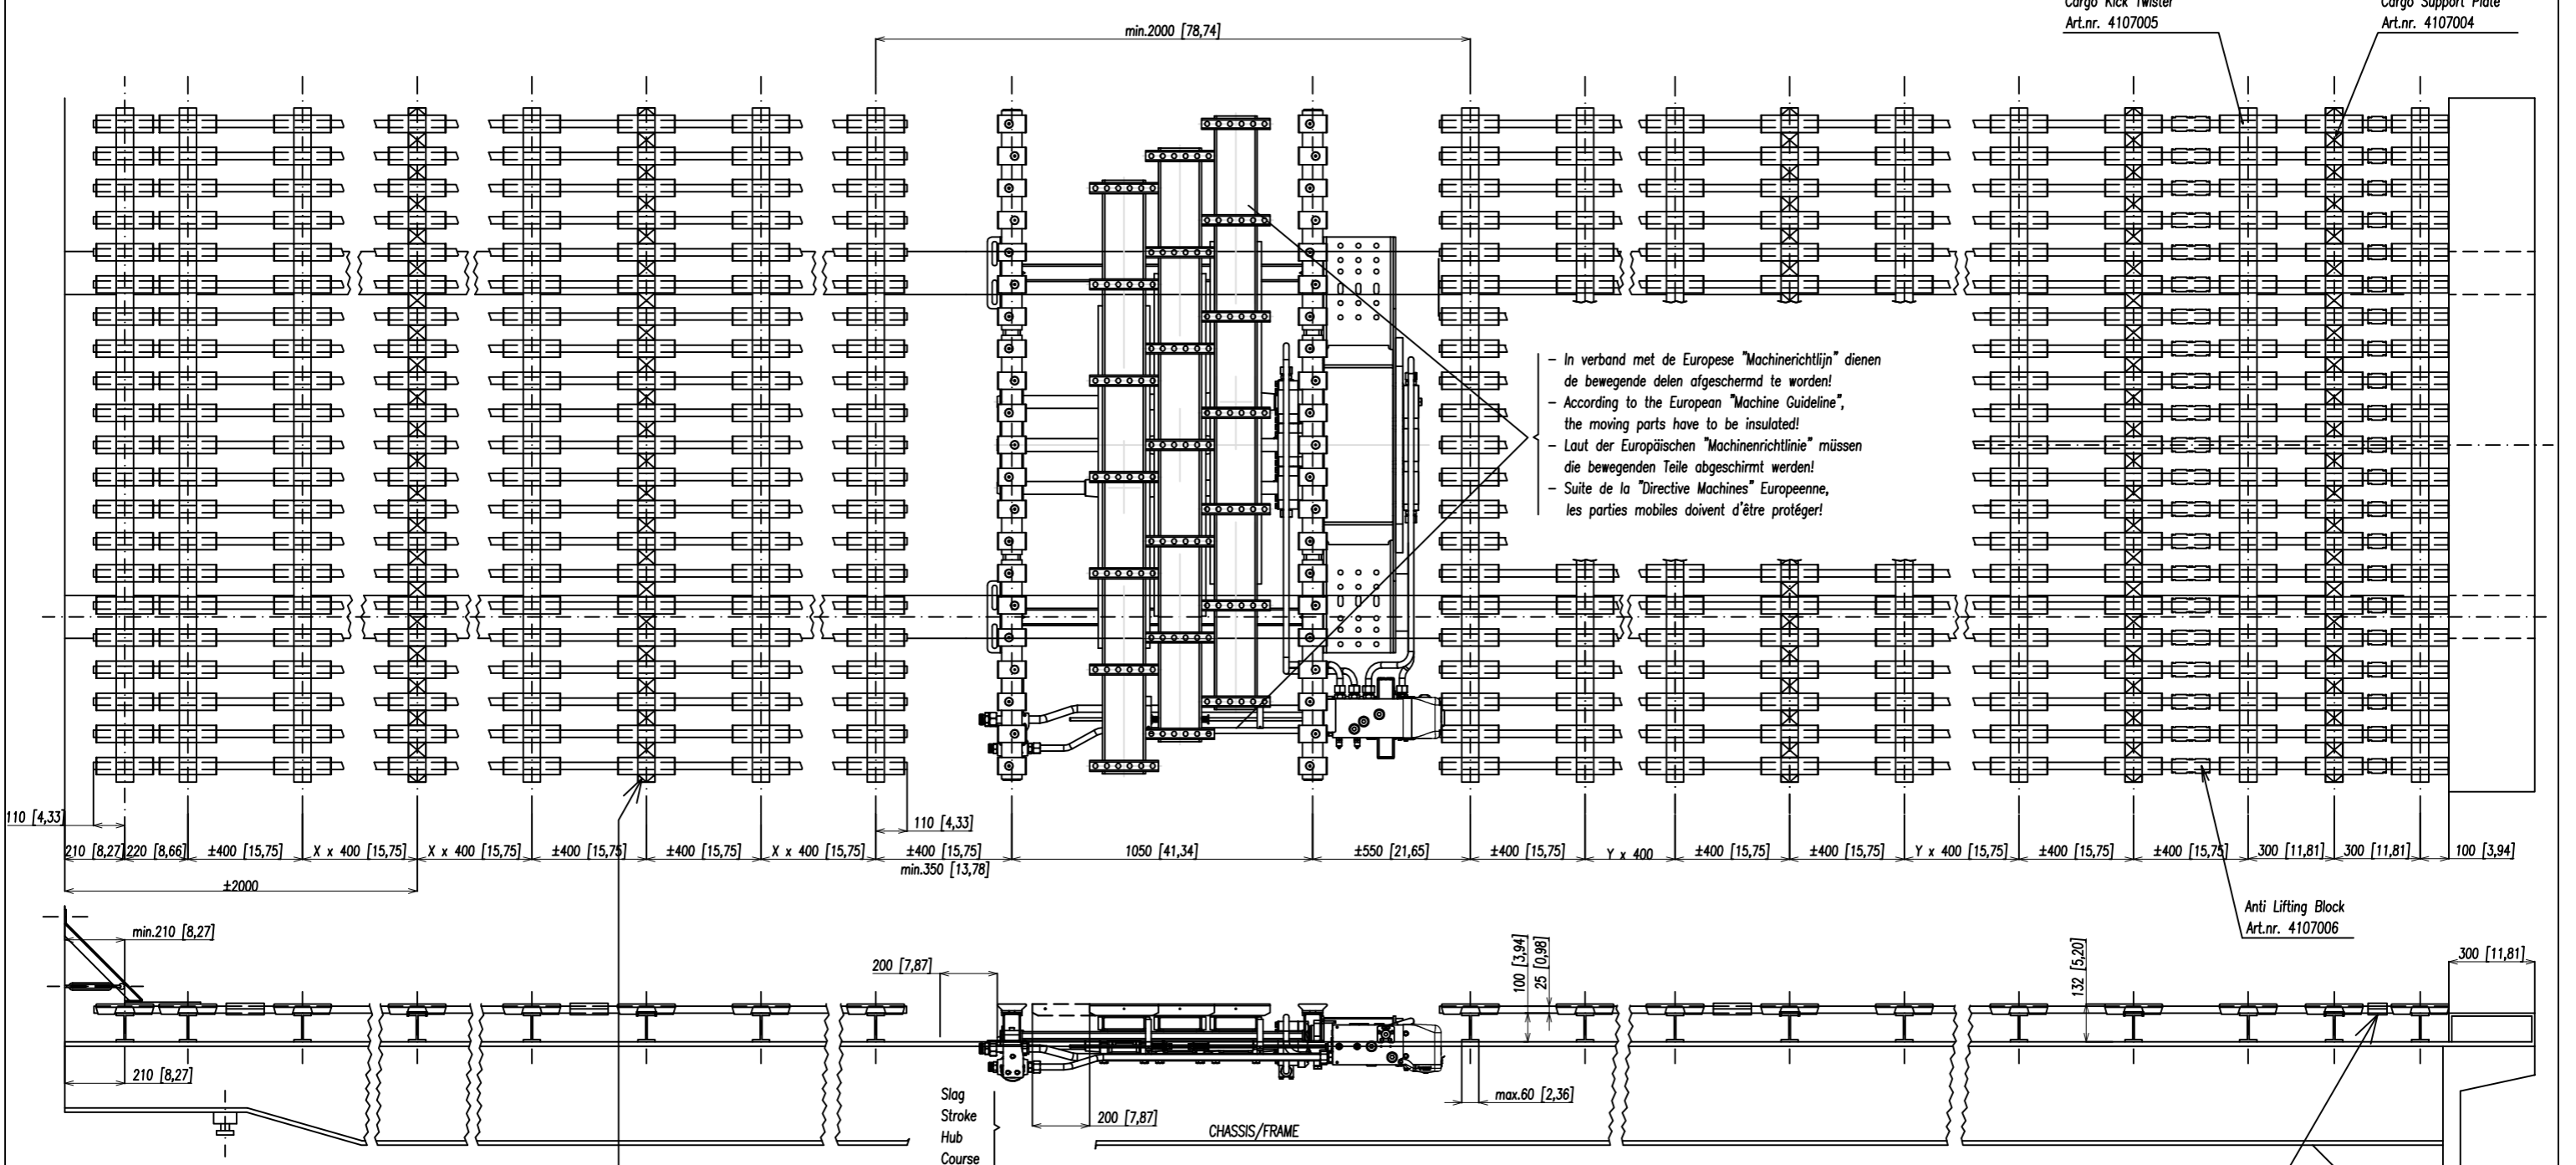 Cargo Kick Twister
Art.nr. 4107005
Cargo Support Plate
Art.nr. 4107004
min.2000 [78,74]
- In verband met de Europese "Machinerichtlijn" dienen
de bewegende delen afgeschermd te worden!
- According to the European "Machine Guideline",
the moving parts have to be insulated!
- Laut der Europäischen "Machinenrichtlinie" müssen
die bewegenden Teile abgeschirmt werden!
- Suite de la "Directive Machines" Europeenne,
les parties mobiles doivent d'être protéger!
110 [4,33]
110 [4,33]
210 [8,27]
220 [8,66]
±400 [15,75]
X x 400 [15,75]
X x 400 [15,75]
±400 [15,75]
±400 [15,75]
X x 400 [15,75]
±400 [15,75]
min.350 [13,78]
1050 [41,34]
±550 [21,65]
±400 [15,75]
Y x 400
±400 [15,75]
±400 [15,75]
Y x 400 [15,75]
±400 [15,75]
±400 [15,75]
300 [11,81]
300 [11,81]
100 [3,94]
±2000
Anti Lifting Block
Art.nr. 4107006
min.210 [8,27]
200 [7,87]
100 [3,94]
25 [0,98]
132 [5,20]
300 [11,81]
210 [8,27]
max.60 [2,36]
Slag
Stroke
Hub
Course
200 [7,87]
CHASSIS/FRAME